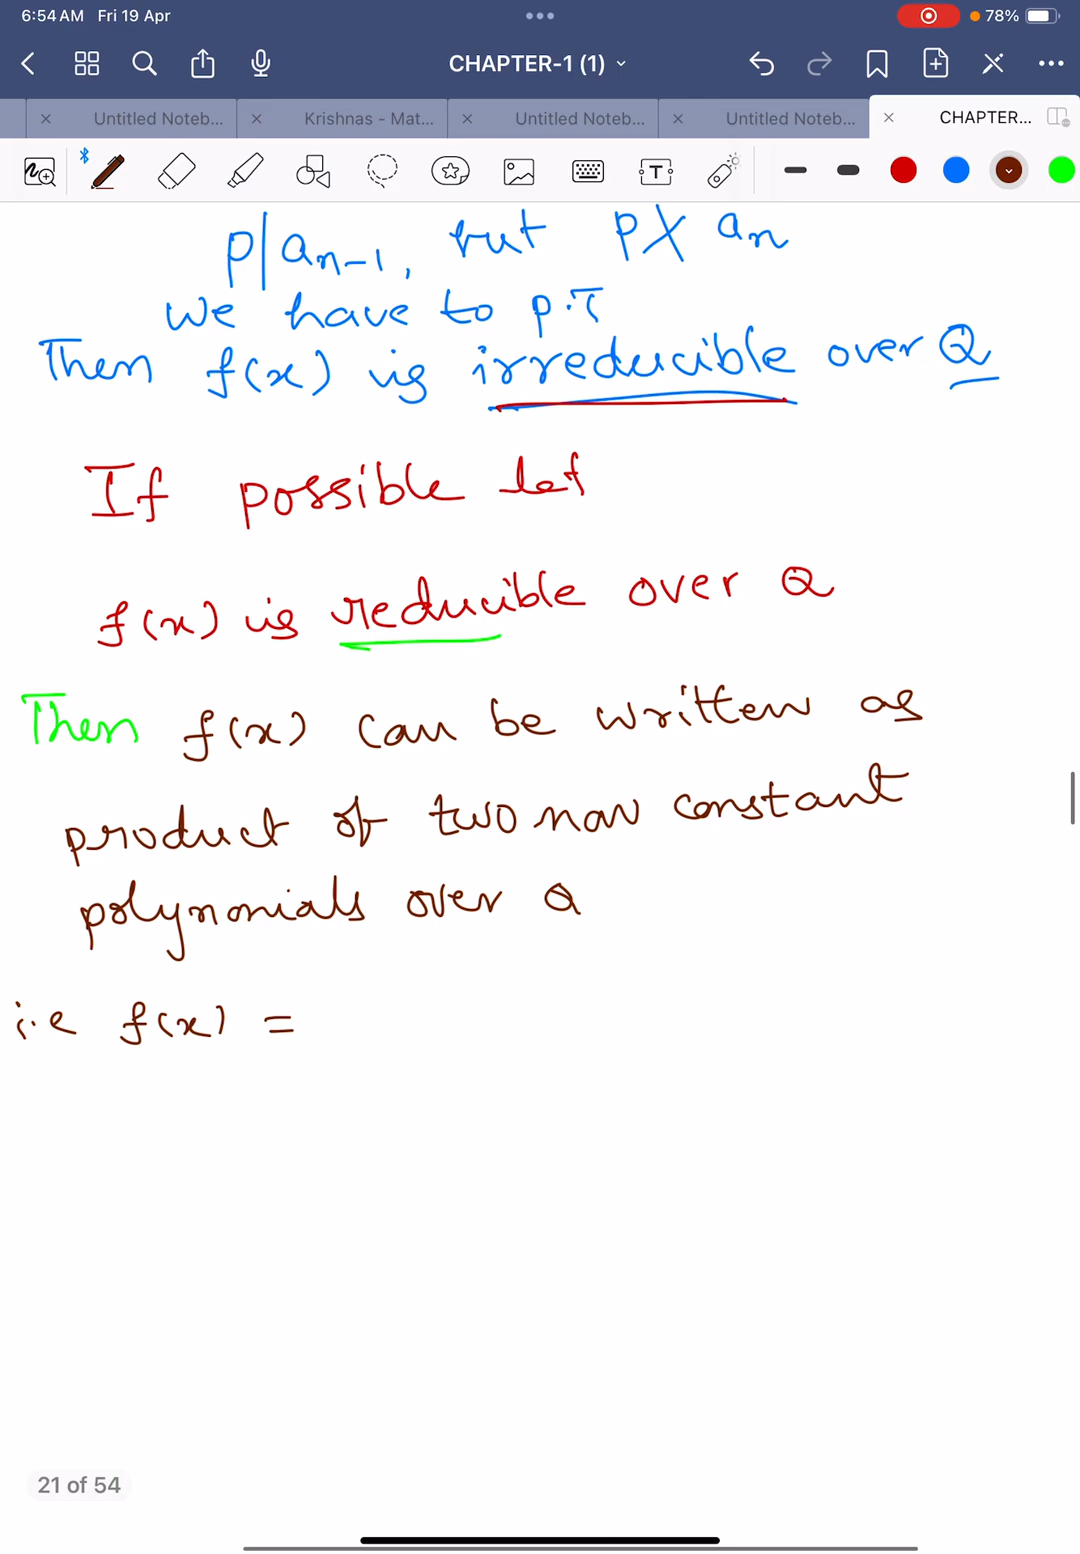 6:54 AM Fri 19 Apr
78%
CHAPTER-1 (1)
Untitled Noteb... Krishnas - Mat... Untitled Noteb... Untitled Noteb... CHAPTER...
T
p|aₙ₋₁, but p∤aₙ
We have to p.T
Then f(x) is irreducible over Q
If possible let
f(x) is reducible over Q
Then f(x) can be written as
product of two non constant
polynomials over Q
i.e f(x) =
21 of 54